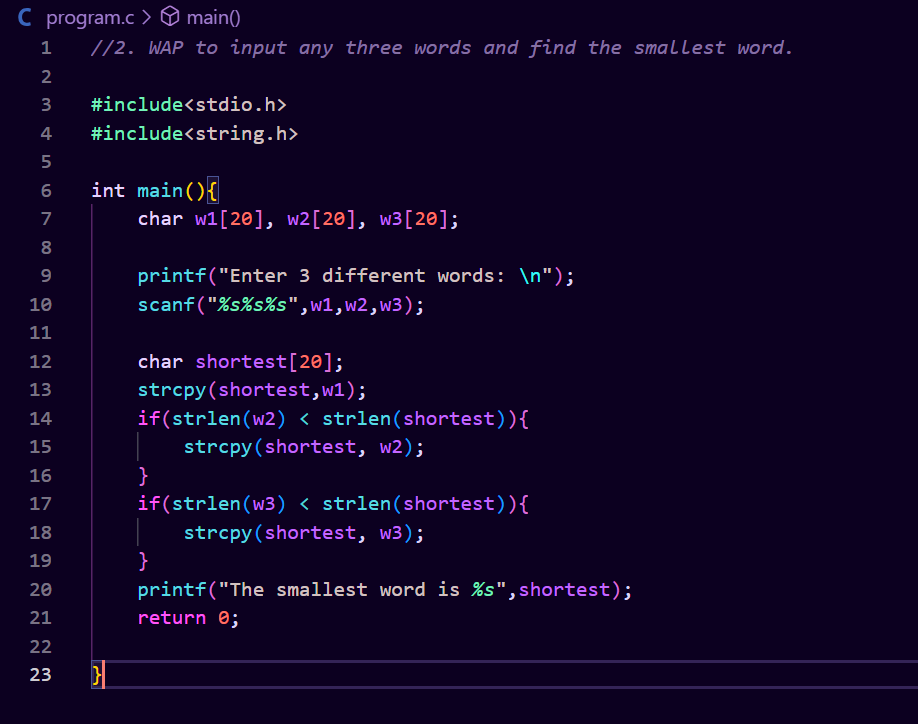 C program.c > main()
1 //2. WAP to input any three words and find the smallest word.
2
3 #include<stdio.h>
4 #include<string.h>
5
6 int main(){
7     char w1[20], w2[20], w3[20];
8
9     printf("Enter 3 different words: \n");
10     scanf("%s%s%s",w1,w2,w3);
11
12     char shortest[20];
13     strcpy(shortest,w1);
14     if(strlen(w2) < strlen(shortest)){
15         strcpy(shortest, w2);
16     }
17     if(strlen(w3) < strlen(shortest)){
18         strcpy(shortest, w3);
19     }
20     printf("The smallest word is %s",shortest);
21     return 0;
22
23 }